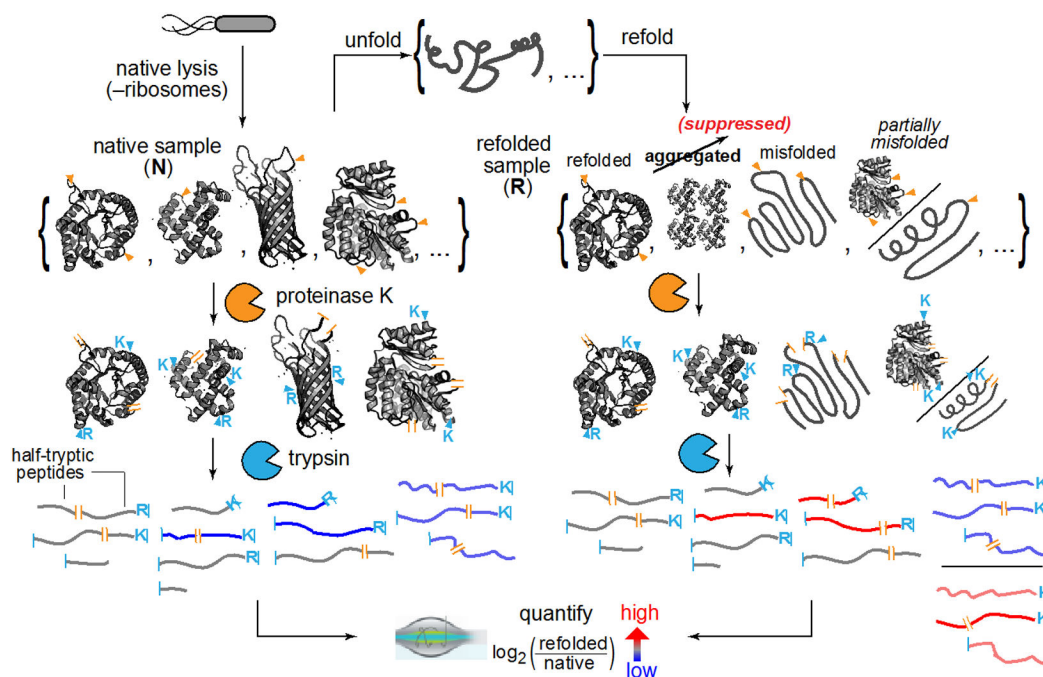 native lysis
(–ribosomes)
unfold
{
, ...
}
refold
(suppressed)
native sample
(N)
refolded
sample
(R)
refolded
aggregated
misfolded
partially
misfolded
{
,
,
,
, ...
}
{
,
,
,
, ...
}
proteinase K
K
K
K
R
R
R
K
K
K
K
R
R
R
K
K
K
K
trypsin
half-tryptic
peptides
R
K
K
K
R
R
R
K
K
R
K
K
K
R
R
R
K
K
K
K
quantify
high
log2(refolded/native)
low